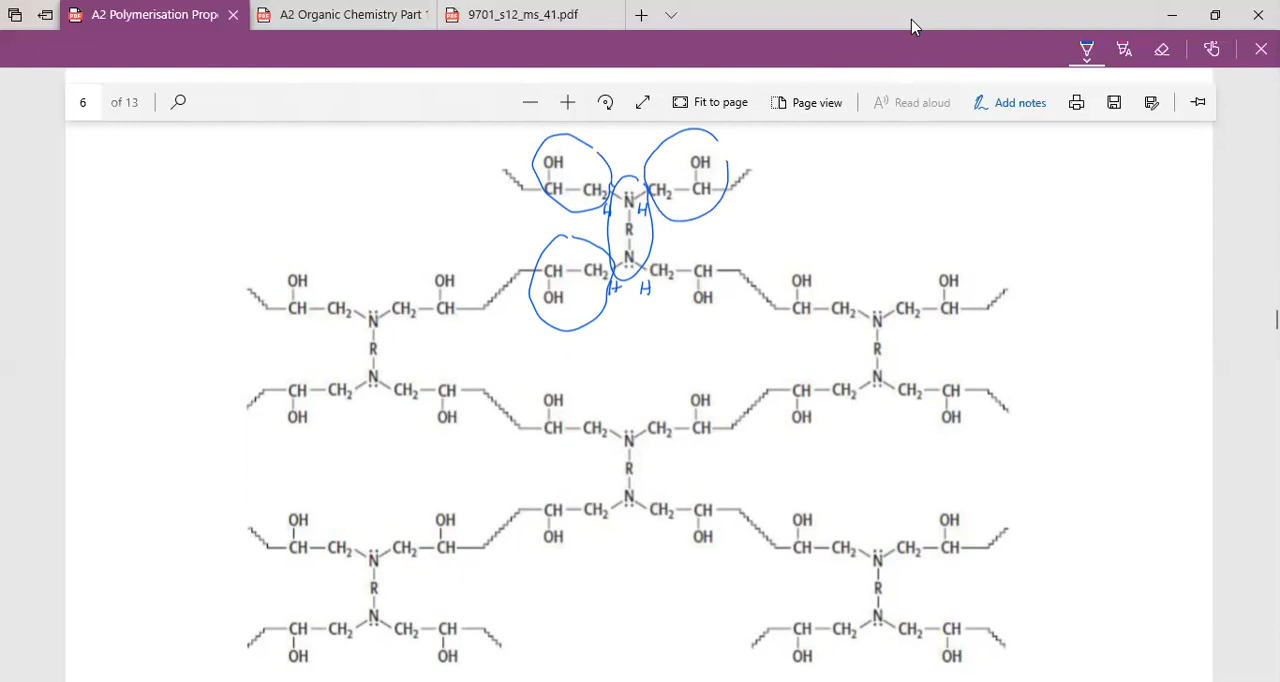 A2 Polymerisation Prop
A2 Organic Chemistry Part 1
9701_s12_ms_41.pdf
6 of 13
Fit to page
Page view
Read aloud
Add notes
OH OH
CH—CH₂ N CH₂—CH
H H
R
CH—CH₂ N CH₂—CH
OH H H OH
OH OH OH OH
CH—CH₂ N CH₂—CH CH—CH₂ N CH₂—CH
R R
CH—CH₂ N CH₂—CH CH—CH₂ N CH₂—CH
OH OH OH OH
OH OH
CH—CH₂ N CH₂—CH
R
CH—CH₂ N CH₂—CH
OH OH
OH OH OH OH
CH—CH₂ N CH₂—CH CH—CH₂ N CH₂—CH
R R
CH—CH₂ N CH₂—CH CH—CH₂ N CH₂—CH
OH OH OH OH